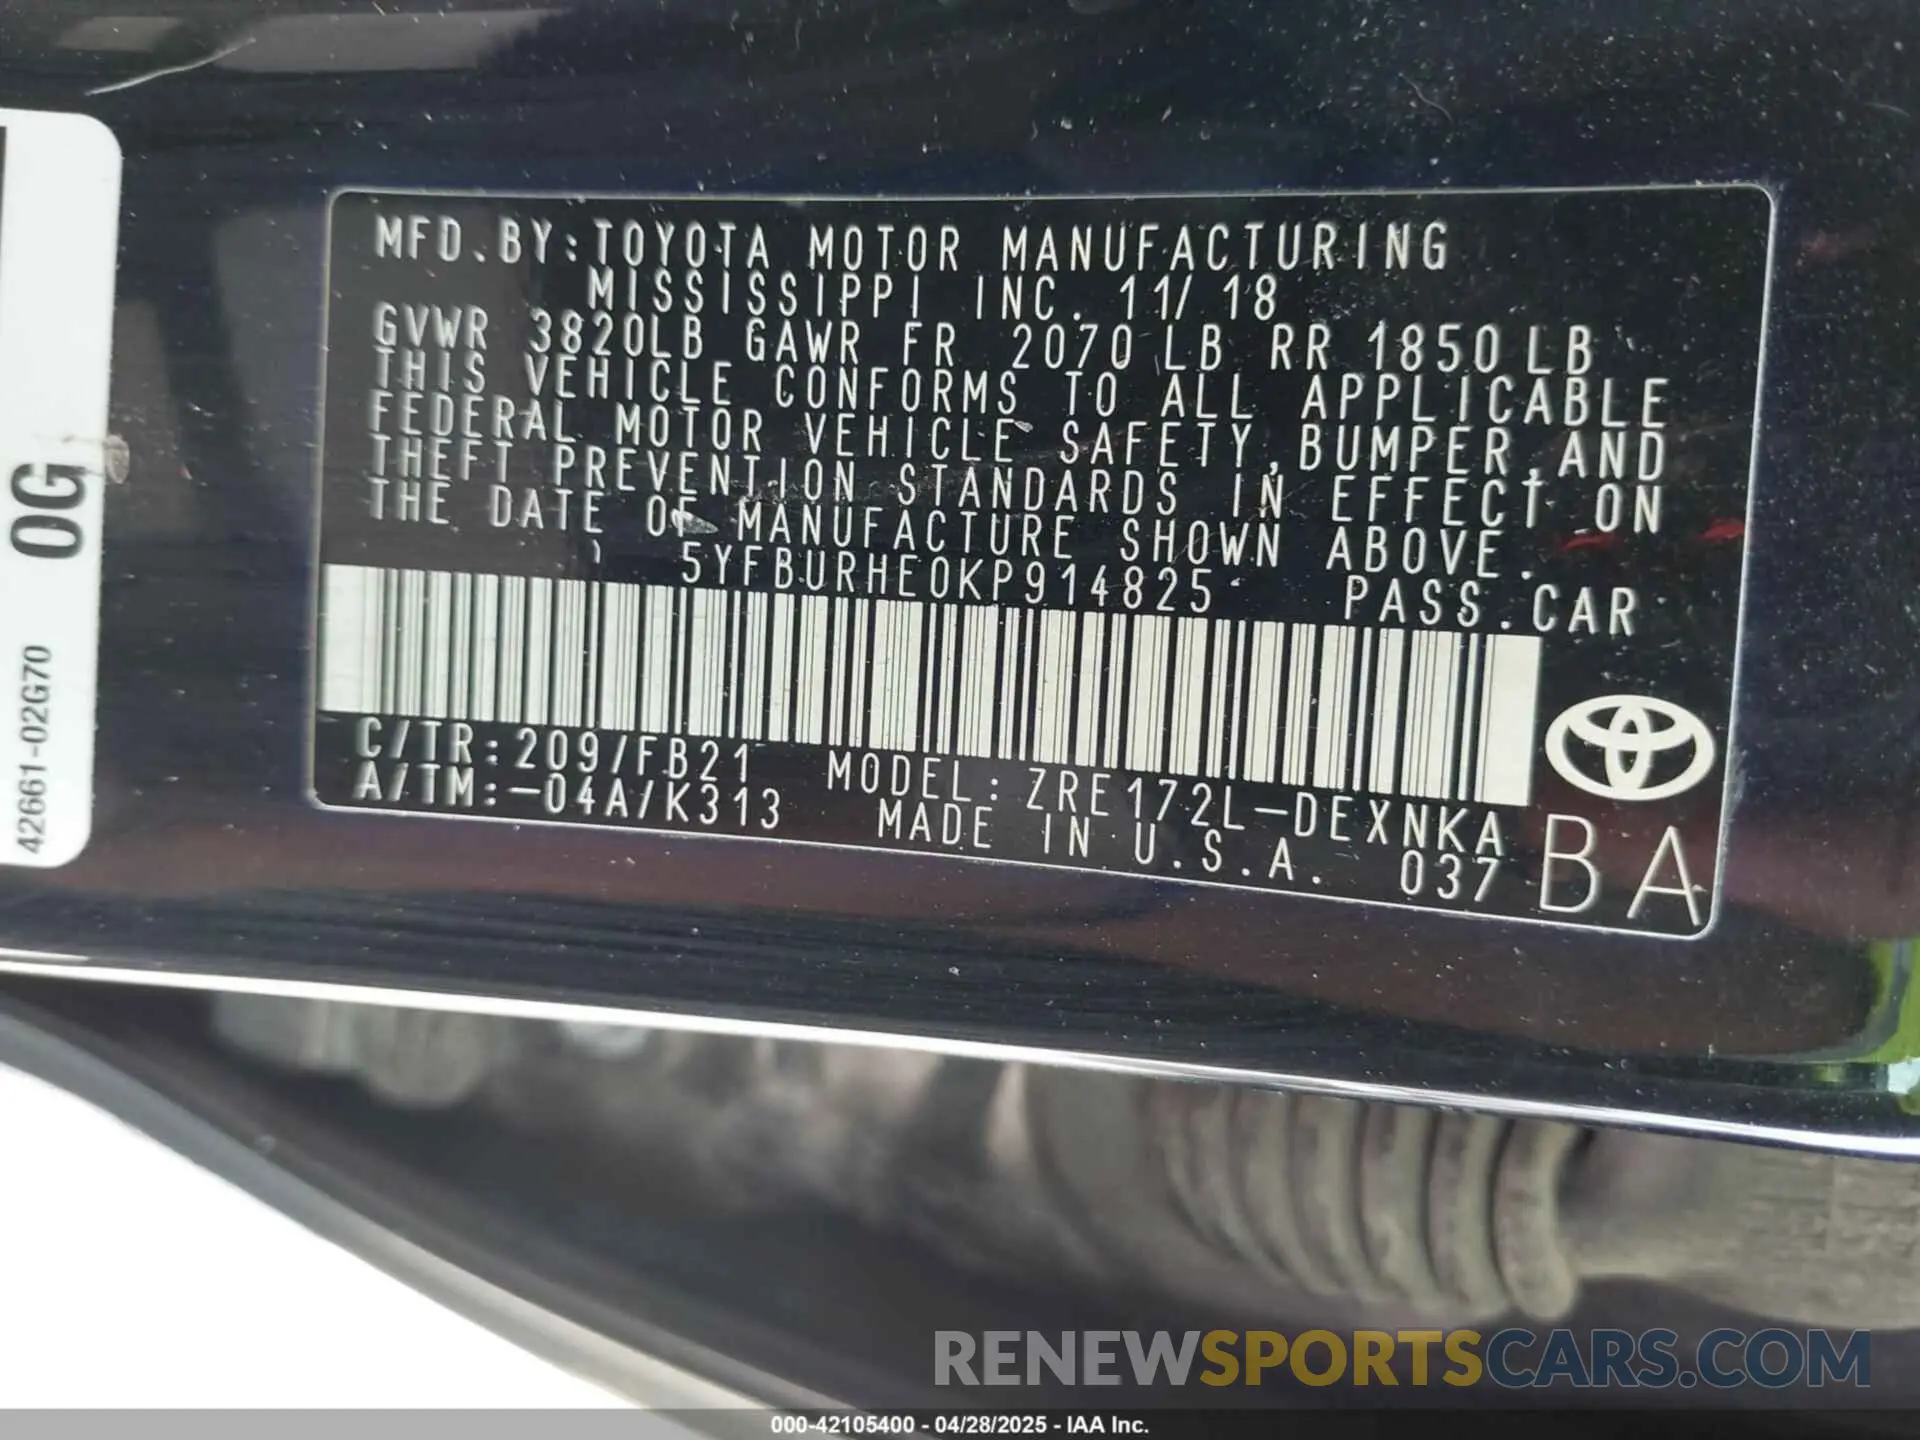 MFD.BY:TOYOTA MOTOR MANUFACTURING
MISSISSIPPI INC. 11/18
GVWR 3820LB GAWR FR 2070LB RR 1850LB
THIS VEHICLE CONFORMS TO ALL APPLICABLE
FEDERAL MOTOR VEHICLE SAFETY, BUMPER, AND
THEFT PREVENTION STANDARDS IN EFFECT ON
THE DATE OF MANUFACTURE SHOWN ABOVE.
5YFBURHE0KP914825 PASS.CAR
C/TR:209/FB21 MODEL:ZRE172L-DEXNKA
A/TM:-04A/K313 MADE IN U.S.A. 037
BA
0G
42661-02G70
RENEWSPORTSCARS.COM
000-42105400 - 04/28/2025 - IAA Inc.